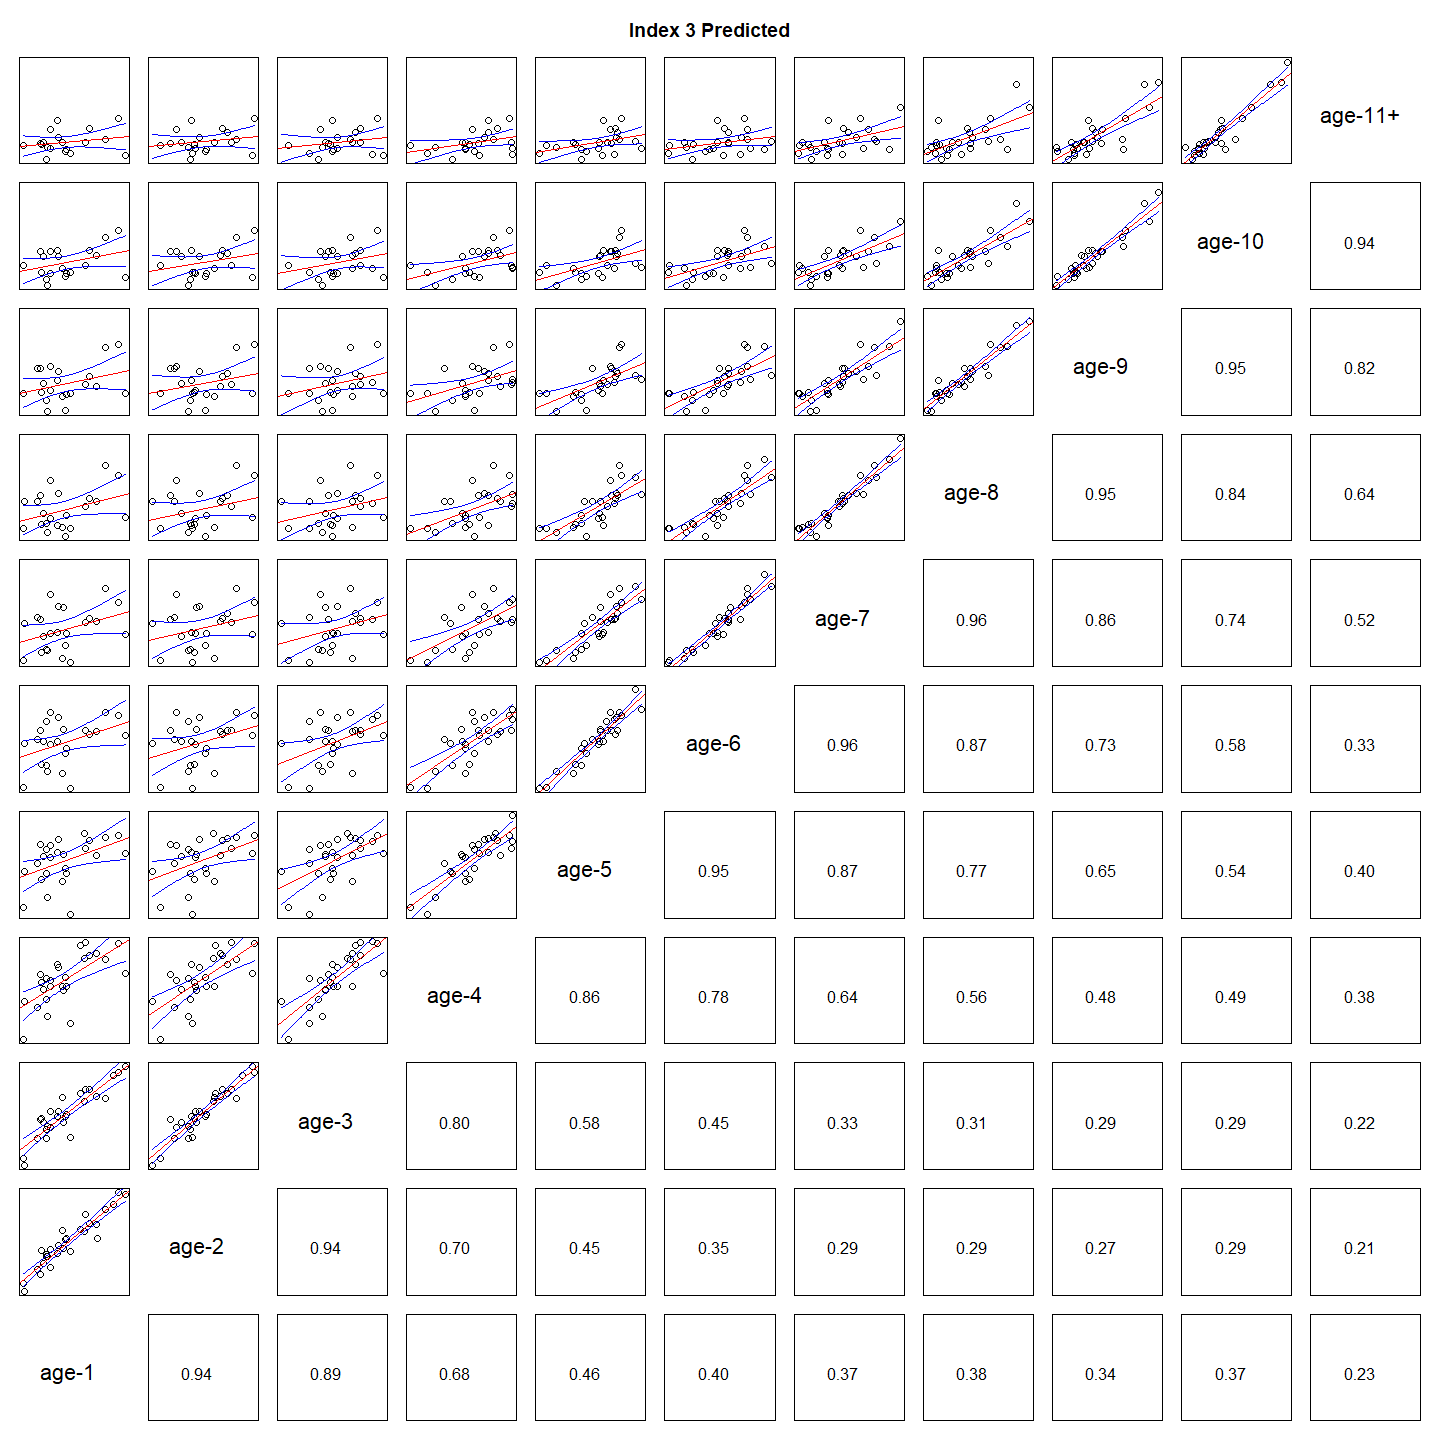 Index 3 Predicted
age-11+
age-10 0.94
age-9 0.95 0.82
age-8 0.95 0.84 0.64
age-7 0.96 0.86 0.74 0.52
age-6 0.96 0.87 0.73 0.58 0.33
age-5 0.95 0.87 0.77 0.65 0.54 0.40
age-4 0.86 0.78 0.64 0.56 0.48 0.49 0.38
age-3 0.80 0.58 0.45 0.33 0.31 0.29 0.29 0.22
age-2 0.94 0.70 0.45 0.35 0.29 0.29 0.27 0.29 0.21
age-1 0.94 0.89 0.68 0.46 0.40 0.37 0.38 0.34 0.37 0.23